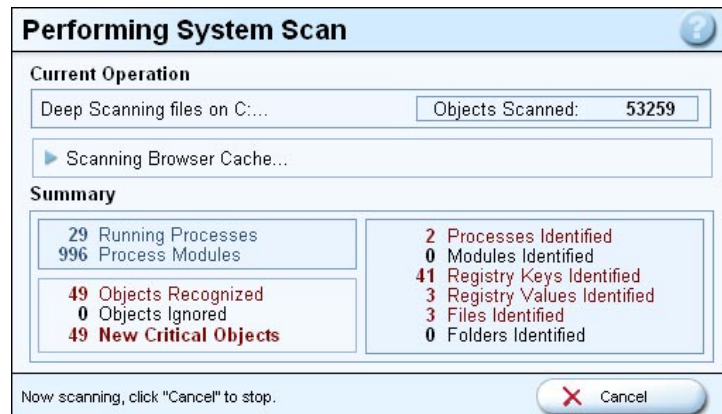 Performing System Scan
?
Current Operation
Deep Scanning files on C:...
Objects Scanned: 53259
Scanning Browser Cache...
Summary
29 Running Processes
996 Process Modules
49 Objects Recognized
0 Objects Ignored
49 New Critical Objects
2 Processes Identified
0 Modules Identified
41 Registry Keys Identified
3 Registry Values Identified
3 Files Identified
0 Folders Identified
Now scanning, click "Cancel" to stop.
Cancel